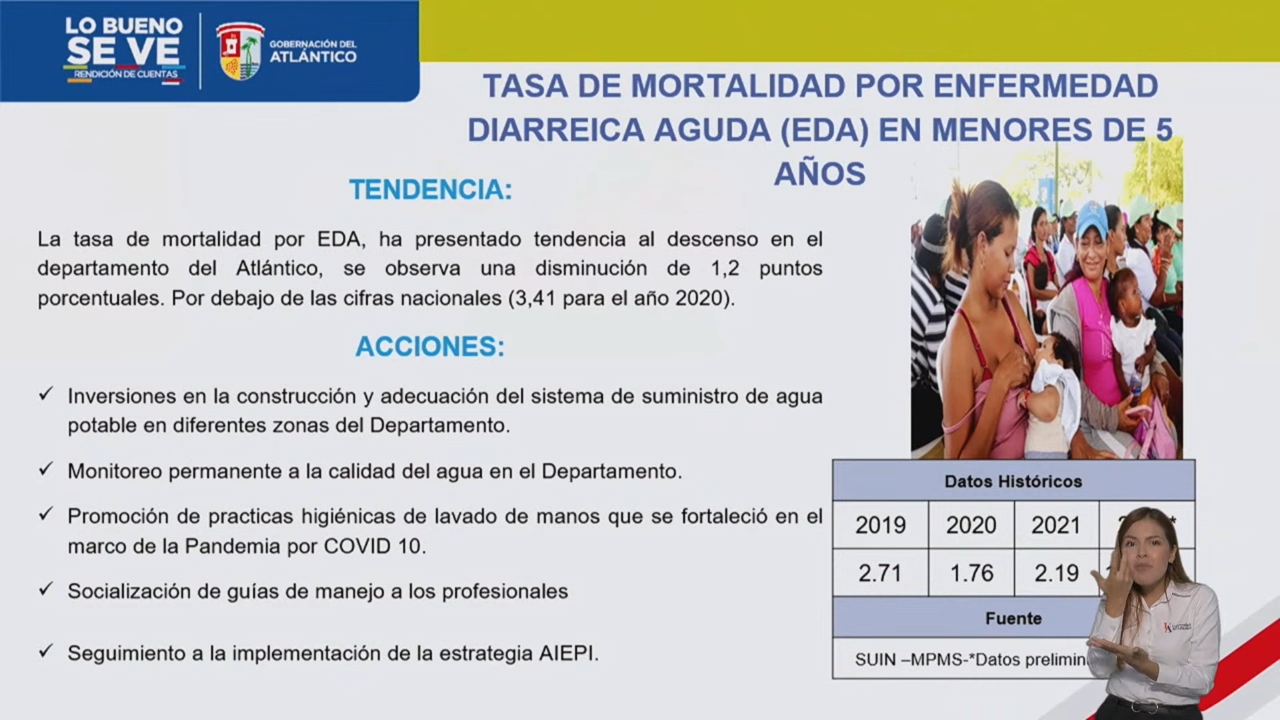 LO BUENO
SE VE
RENDICIÓN DE CUENTAS
GOBERNACIÓN DEL
ATLÁNTICO
TASA DE MORTALIDAD POR ENFERMEDAD
DIARREICA AGUDA (EDA) EN MENORES DE 5
AÑOS
TENDENCIA:
La tasa de mortalidad por EDA, ha presentado tendencia al descenso en el
departamento del Atlántico, se observa una disminución de 1,2 puntos
porcentuales. Por debajo de las cifras nacionales (3,41 para el año 2020).
ACCIONES:
✓ Inversiones en la construcción y adecuación del sistema de suministro de agua
potable en diferentes zonas del Departamento.
✓ Monitoreo permanente a la calidad del agua en el Departamento.
✓ Promoción de practicas higiénicas de lavado de manos que se fortaleció en el
marco de la Pandemia por COVID 10.
✓ Socialización de guías de manejo a los profesionales
✓ Seguimiento a la implementación de la estrategia AIEPI.
Datos Históricos
2019 2020 2021
2.71 1.76 2.19
Fuente
SUIN –MPMS-*Datos prelimin